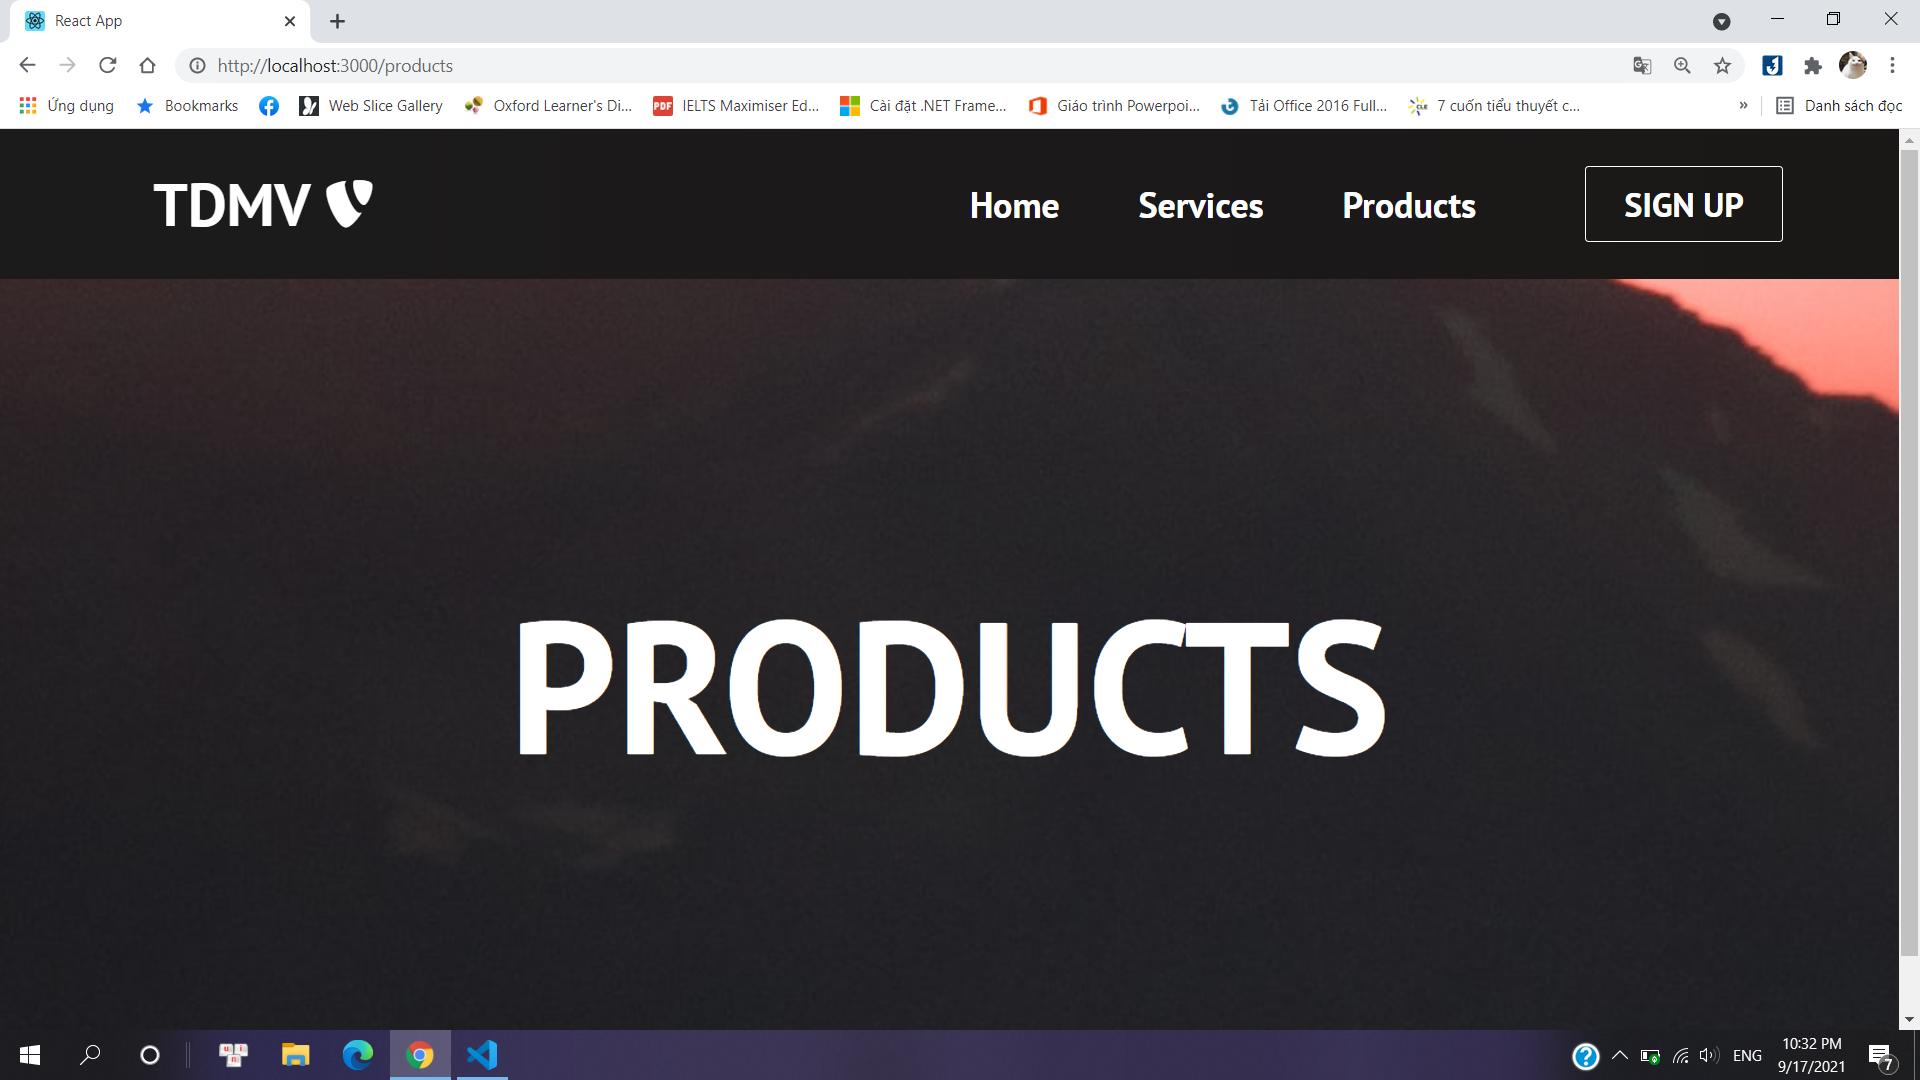 React App
http://localhost:3000/products
Ứng dụng Bookmarks Web Slice Gallery Oxford Learner's Di... PDF IELTS Maximiser Ed... Cài đặt .NET Frame... Giáo trình Powerpoi... Tải Office 2016 Full... CLE 7 cuốn tiểu thuyết c... » Danh sách đọc
TDMV Home Services Products SIGN UP
PRODUCTS
u i n
ENG
10:32 PM
9/17/2021
7